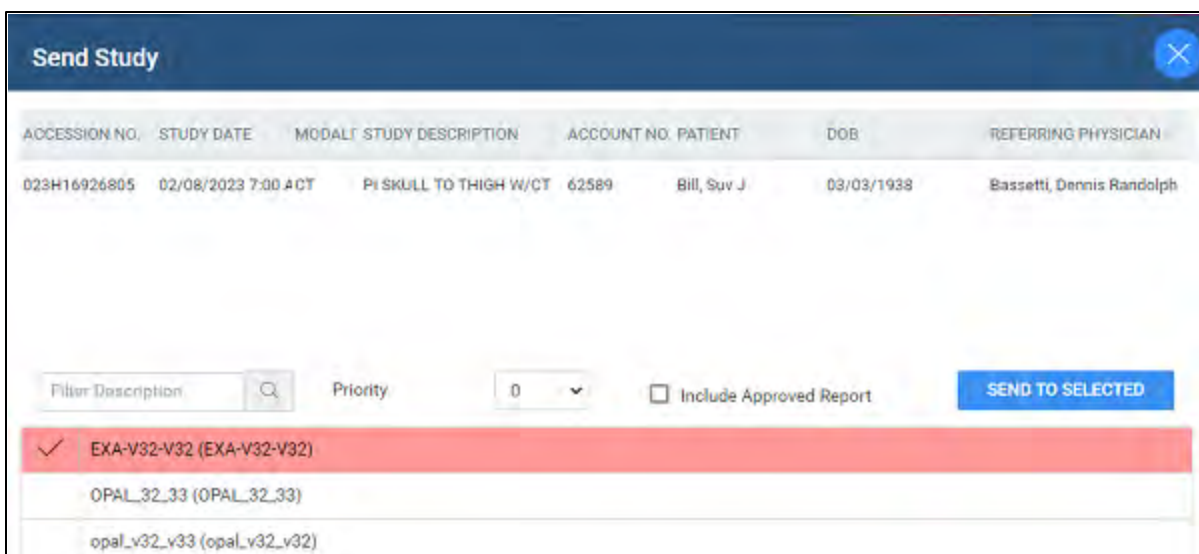 Send Study
ACCESSION NO. STUDY DATE MODALI STUDY DESCRIPTION ACCOUNT NO. PATIENT DOB REFERRING PHYSICIAN
023H16926805 02/08/2023 7:00 A CT PI SKULL TO THIGH W/CT 62589 Bill, Suv J 03/03/1938 Bassetti, Dennis Randolph
Filter Description Priority 0 Include Approved Report SEND TO SELECTED
EXA-V32-V32 (EXA-V32-V32)
OPAL_32_33 (OPAL_32_33)
opal_v32_v33 (opal_v32_v32)